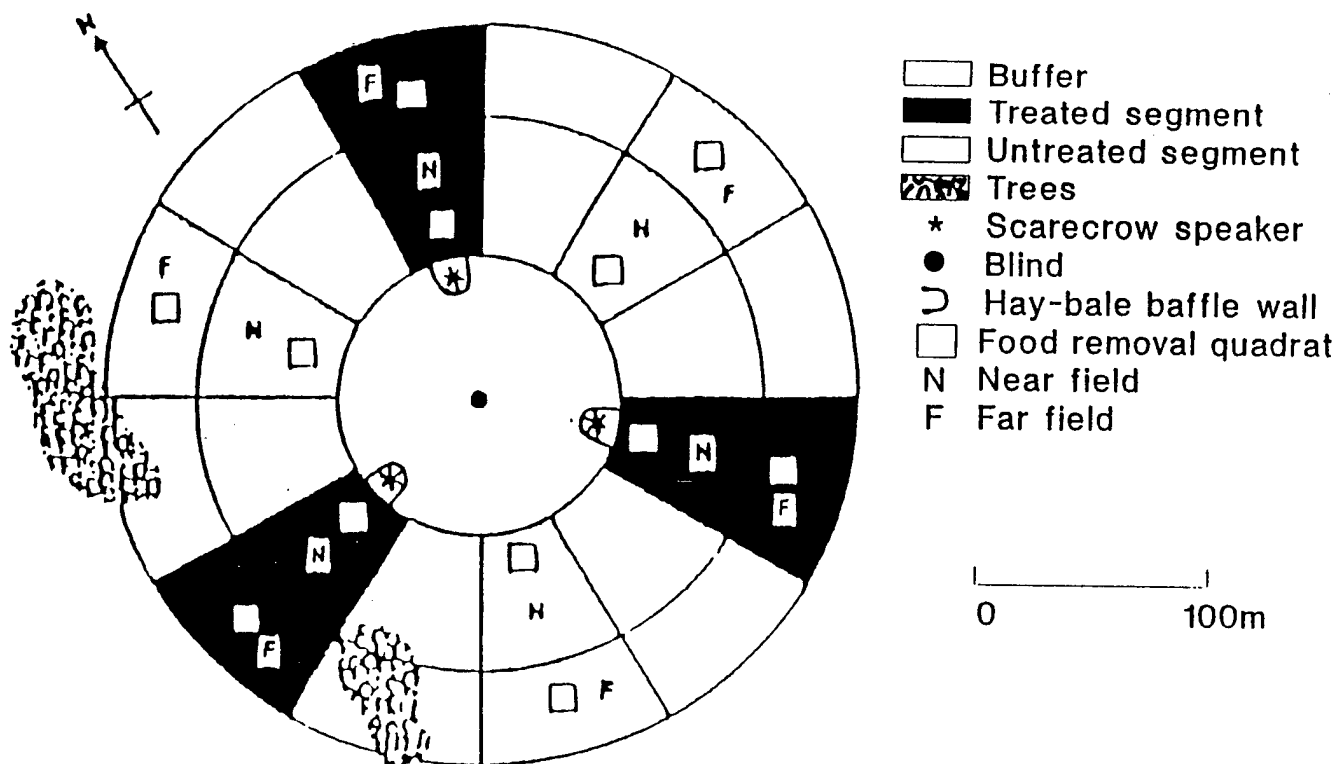 N
F
N
F
N
F
N
F
N
N
F
N
F
N
F
Buffer
Treated segment
Untreated segment
Trees
* Scarecrow speaker
Blind
Hay-bale baffle wall
Food removal quadrat
N Near field
F Far field
0 100m